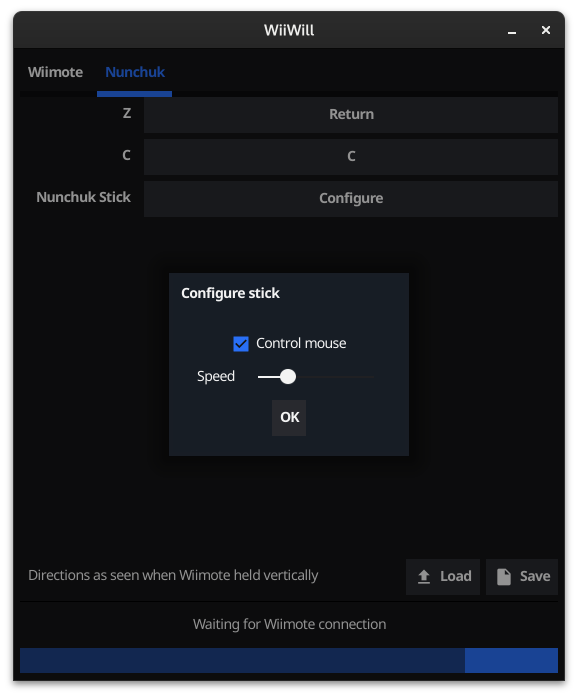 WiiWill
Wiimote Nunchuk
Z Return
C C
Nunchuk Stick Configure
Configure stick
Control mouse
Speed
OK
Directions as seen when Wiimote held vertically Load Save
Waiting for Wiimote connection